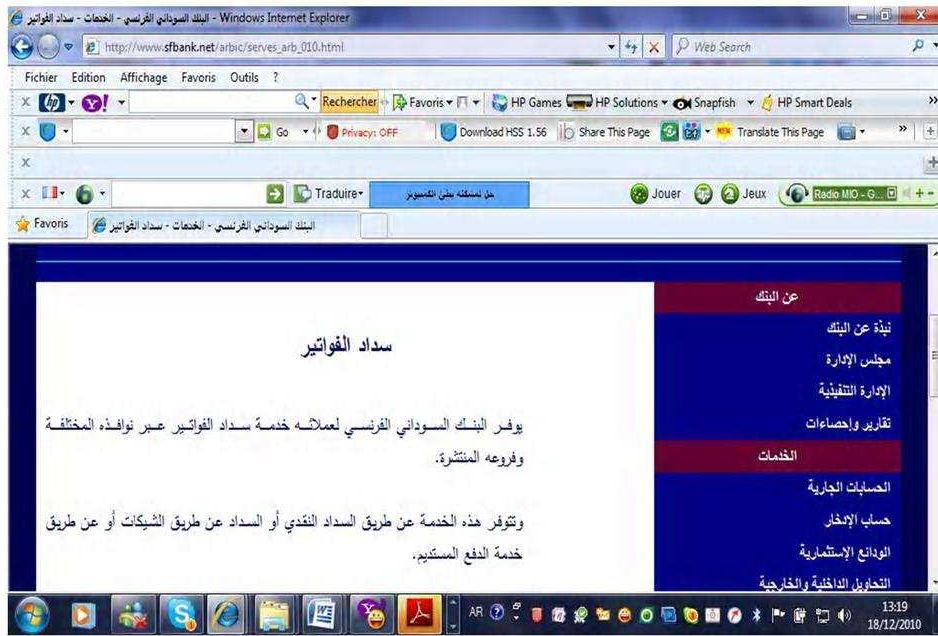 البنك السوداني الفرنسي - الخدمات - سداد الفواتير - Windows Internet Explorer
http://www.sfbank.net/arbic/serves_arb_010.html
Web Search
Fichier Edition Affichage Favoris Outils ?
Rechercher Favoris HP Games HP Solutions Snapfish HP Smart Deals
Go Privacy: OFF Download HSS 1.56 Share This Page NEW Translate This Page
Traduire حل لمشكلة بطئ الكمبيوتر Jouer Jeux Radio MIO - G...
Favoris البنك السوداني الفرنسي - الخدمات - سداد الفواتير
عن البنك
نبذة عن البنك
مجلس الإدارة
الإدارة التنفيذية
تقارير وإحصاءات
الخدمات
الحسابات الجارية
حساب الإدخار
الودائع الإستثمارية
التحاويل الداخلية والخارجية
سداد الفواتير
يوفر البنك السوداني الفرنسي لعملائه خدمة سداد الفواتير عبر نوافذه المختلفة
وفروعه المنتشرة.
وتتوفر هذه الخدمة عن طريق السداد النقدي أو السداد عن طريق الشيكات أو عن طريق
خدمة الدفع المستديم.
AR
13:19
18/12/2010